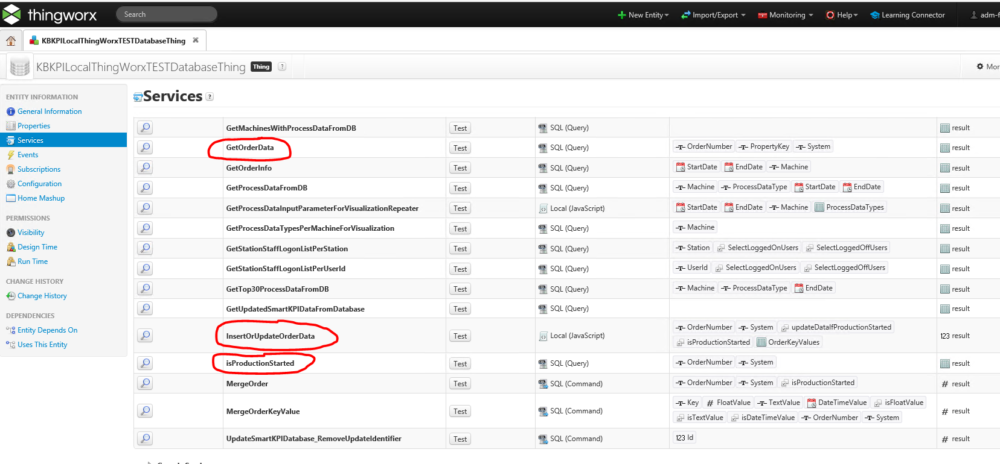 thingworx Search New Entity Import/Export Monitoring Help Learning Connector adm-f
KBKPILocalThingWorxTESTDatabaseThing
KBKPILocalThingWorxTESTDatabaseThing Thing ? Mor
ENTITY INFORMATION
General Information
Properties
Services
Events
Subscriptions
Configuration
Home Mashup
PERMISSIONS
Visibility
Design Time
Run Time
CHANGE HISTORY
Change History
DEPENDENCIES
Entity Depends On
Uses This Entity
Services ?
GetMachinesWithProcessDataFromDB Test SQL (Query) result
GetOrderData Test SQL (Query) OrderNumber PropertyKey System result
GetOrderInfo Test SQL (Query) StartDate EndDate Machine result
GetProcessDataFromDB Test SQL (Query) Machine ProcessDataType StartDate EndDate result
GetProcessDataInputParameterForVisualizationRepeater Test Local (JavaScript) StartDate EndDate Machine ProcessDataTypes result
GetProcessDataTypesPerMachineForVisualization Test SQL (Query) Machine result
GetStationStaffLogonListPerStation Test SQL (Query) Station SelectLoggedOnUsers SelectLoggedOffUsers result
GetStationStaffLogonListPerUserId Test SQL (Query) UserId SelectLoggedOnUsers SelectLoggedOffUsers result
GetTop30ProcessDataFromDB Test SQL (Query) Machine ProcessDataType EndDate result
GetUpdatedSmartKPIDataFromDatabase Test SQL (Query) result
InsertOrUpdateOrderData Test Local (JavaScript) OrderNumber System updateDataIfProductionStarted 123 result
isProductionStarted OrderKeyValues
isProductionStarted Test SQL (Query) OrderNumber System result
MergeOrder Test SQL (Command) OrderNumber System isProductionStarted # result
MergeOrderKeyValue Test SQL (Command) Key # FloatValue TextValue DateTimeValue isFloatValue # result
isTextValue isDateTimeValue OrderNumber System
UpdateSmartKPIDatabase_RemoveUpdateIdentifier Test SQL (Command) 123 Id # result